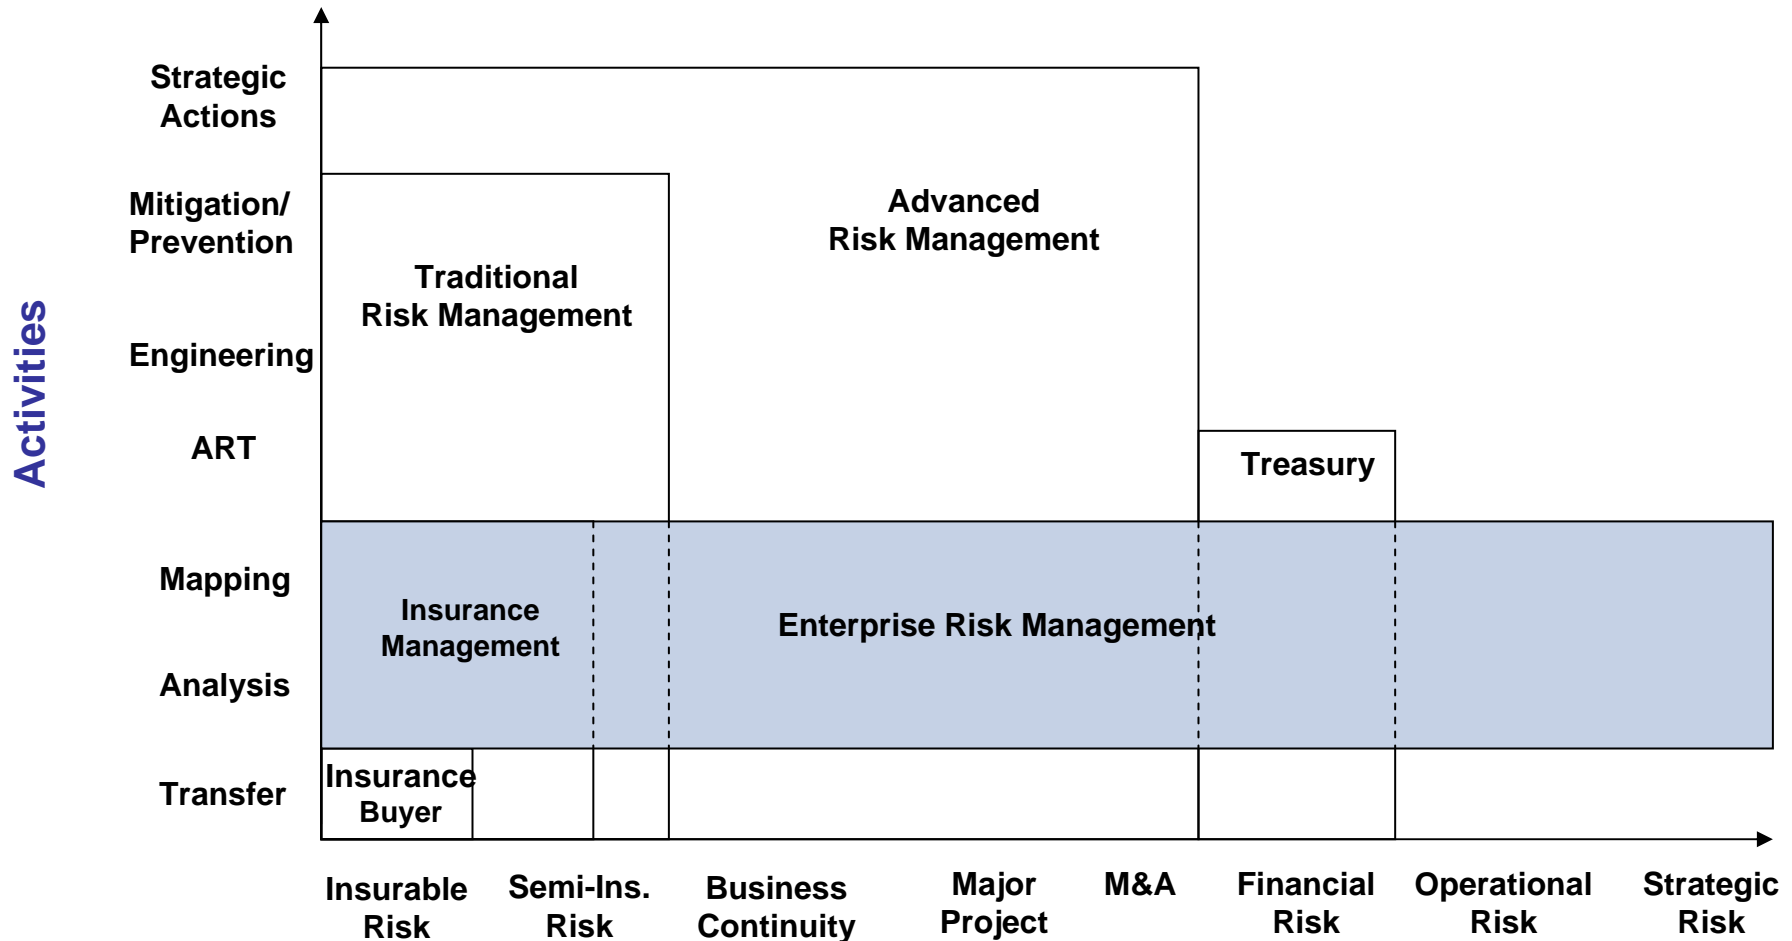 Activities
Strategic
Actions
Mitigation/
Prevention
Engineering
ART
Mapping
Analysis
Transfer
Advanced
Risk Management
Traditional
Risk Management
Treasury
Insurance
Management
Enterprise Risk Management
Insurance
Buyer
Insurable
Risk
Semi-Ins.
Risk
Business
Continuity
Major
Project
M&A
Financial
Risk
Operational
Risk
Strategic
Risk